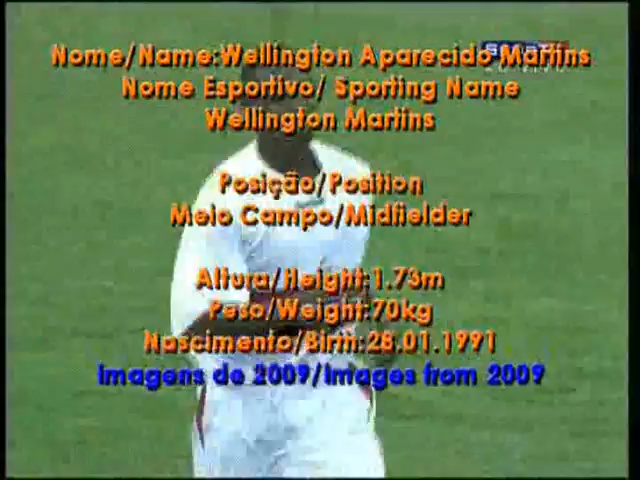 Nome/Name:Wellington Aparecido Martins
Nome Esportivo/ Sporting Name
Wellington Martins
Posição/Position
Meio Campo/Midfielder
Altura/Height:1.73m
Peso/Weight:70kg
Nascimento/Birth:28.01.1991
Imagens de 2009/Images from 2009